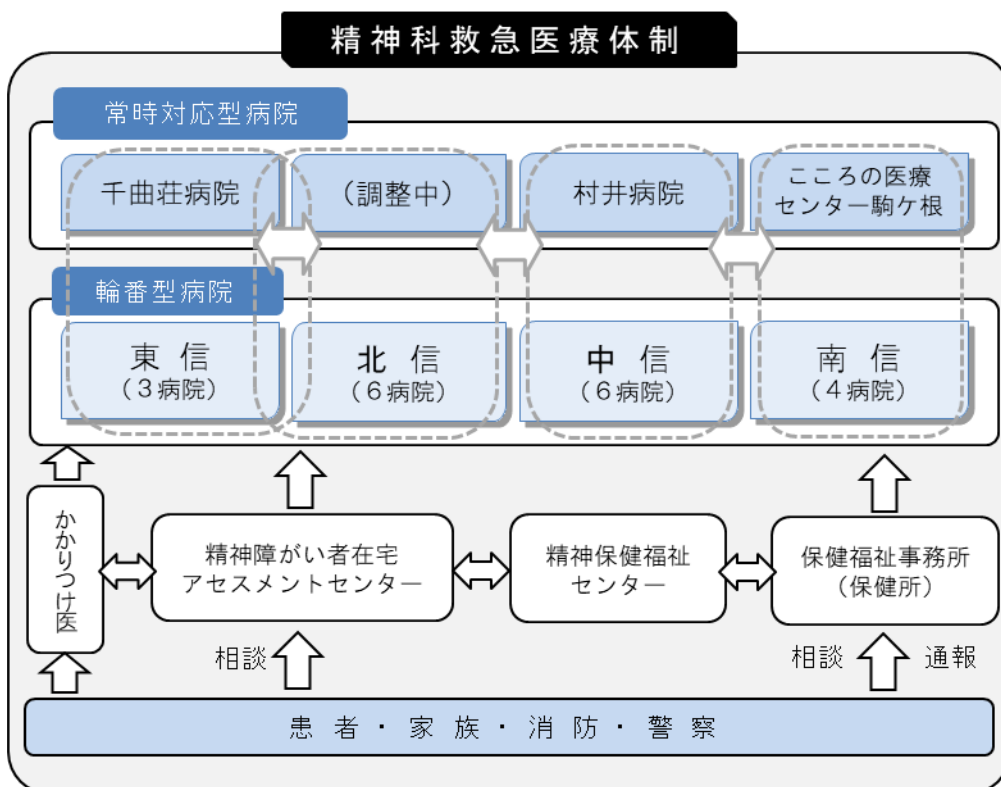 精神科救急医療体制
常時対応型病院
千曲荘病院
（調整中）
村井病院
こころの医療
センター駒ケ根
輪番型病院
東 信
（３病院）
北 信
（６病院）
中 信
（６病院）
南 信
（４病院）
かかりつけ医
精神障がい者在宅
アセスメントセンター
精神保健福祉
センター
保健福祉事務所
（保健所）
相談
相談
通報
患 者 ・ 家 族 ・ 消 防 ・ 警 察